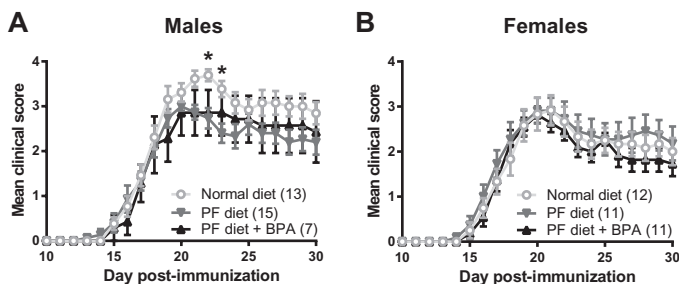 A
Males
Mean clinical score
4
3
2
1
0
* *
Normal diet (13)
PF diet (15)
PF diet + BPA (7)
10 15 20 25 30
Day post-immunization
B
Females
Mean clinical score
4
3
2
1
0
Normal diet (12)
PF diet (11)
PF diet + BPA (11)
10 15 20 25 30
Day post-immunization